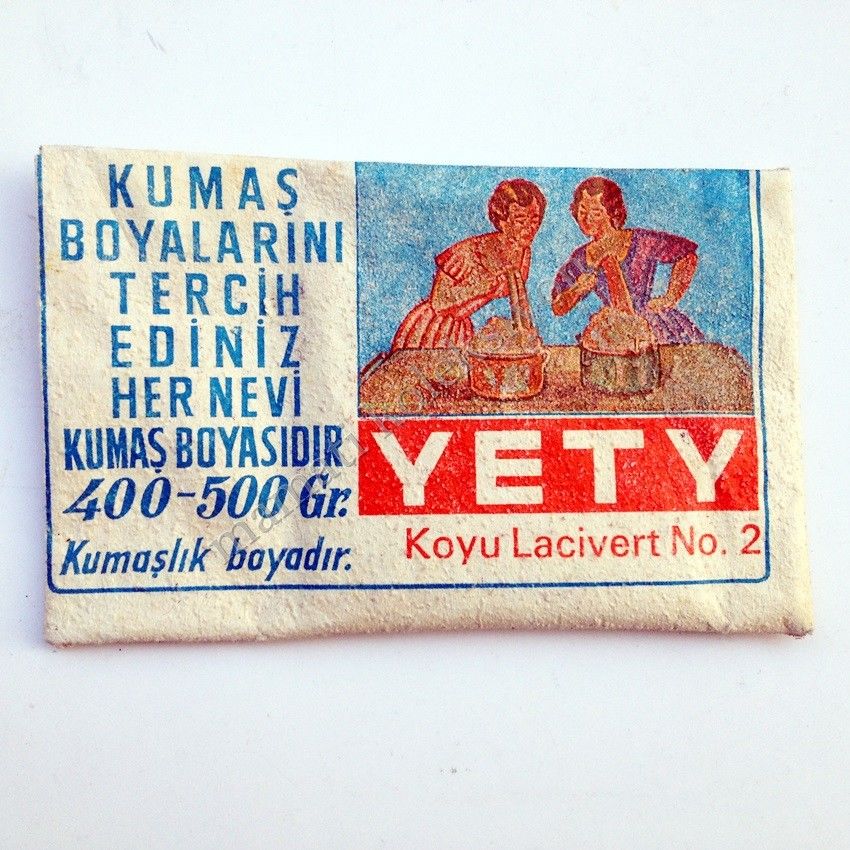 KUMAŞ
BOYALARINI
TERCİH
EDİNİZ
HER NEVİ
KUMAŞ BOYASIDIR
400-500 Gr.
Kumaşlık boyadır.
YETY
Koyu Lacivert No. 2